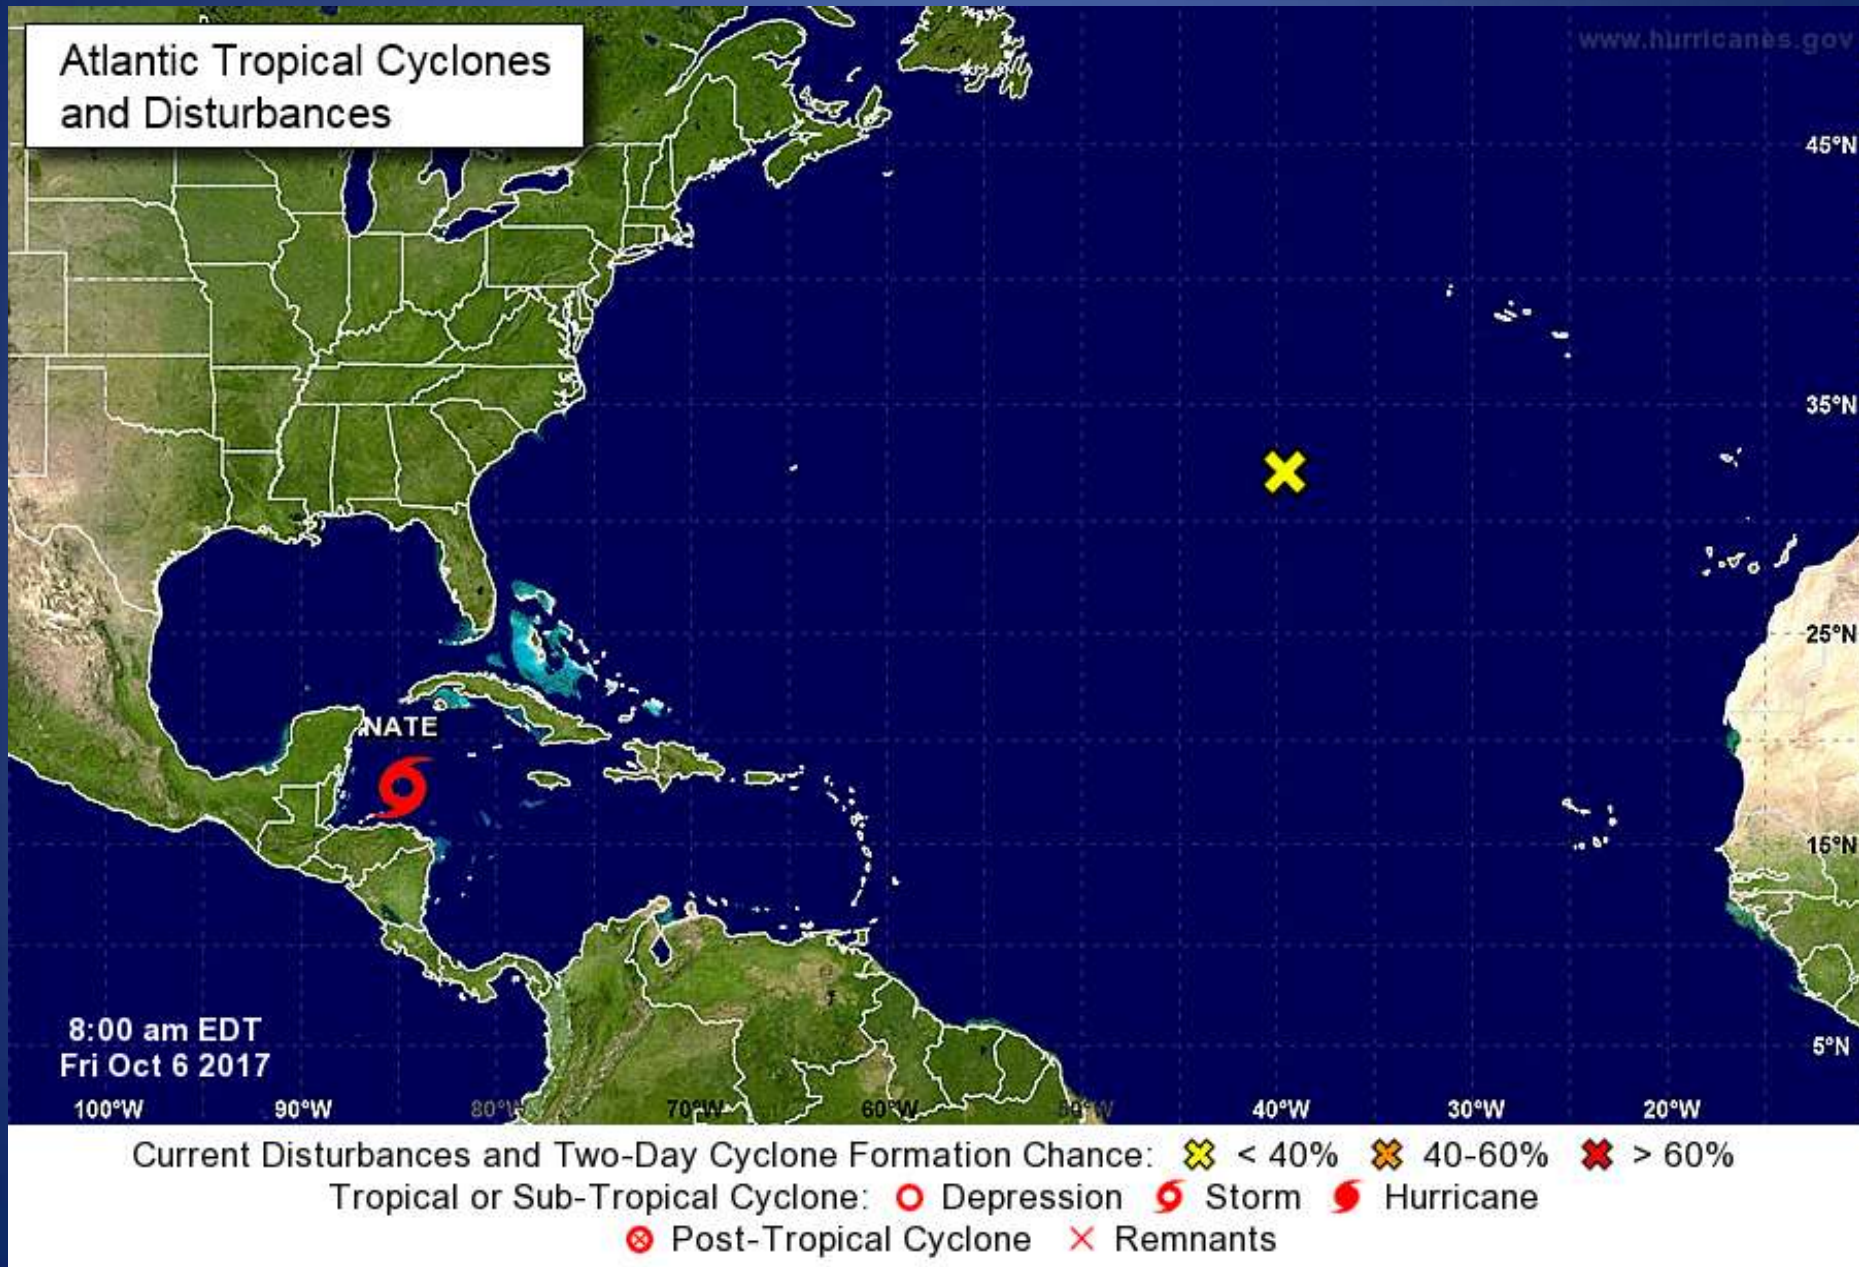 Atlantic Tropical Cyclones
and Disturbances
www.hurricanes.gov
45°N
35°N
25°N
NATE
15°N
8:00 am EDT
Fri Oct 6 2017
5°N
100°W 90°W 80°W 70°W 60°W 50°W 40°W 30°W 20°W
Current Disturbances and Two-Day Cyclone Formation Chance: < 40% 40-60% > 60%
Tropical or Sub-Tropical Cyclone: Depression Storm Hurricane
Post-Tropical Cyclone Remnants